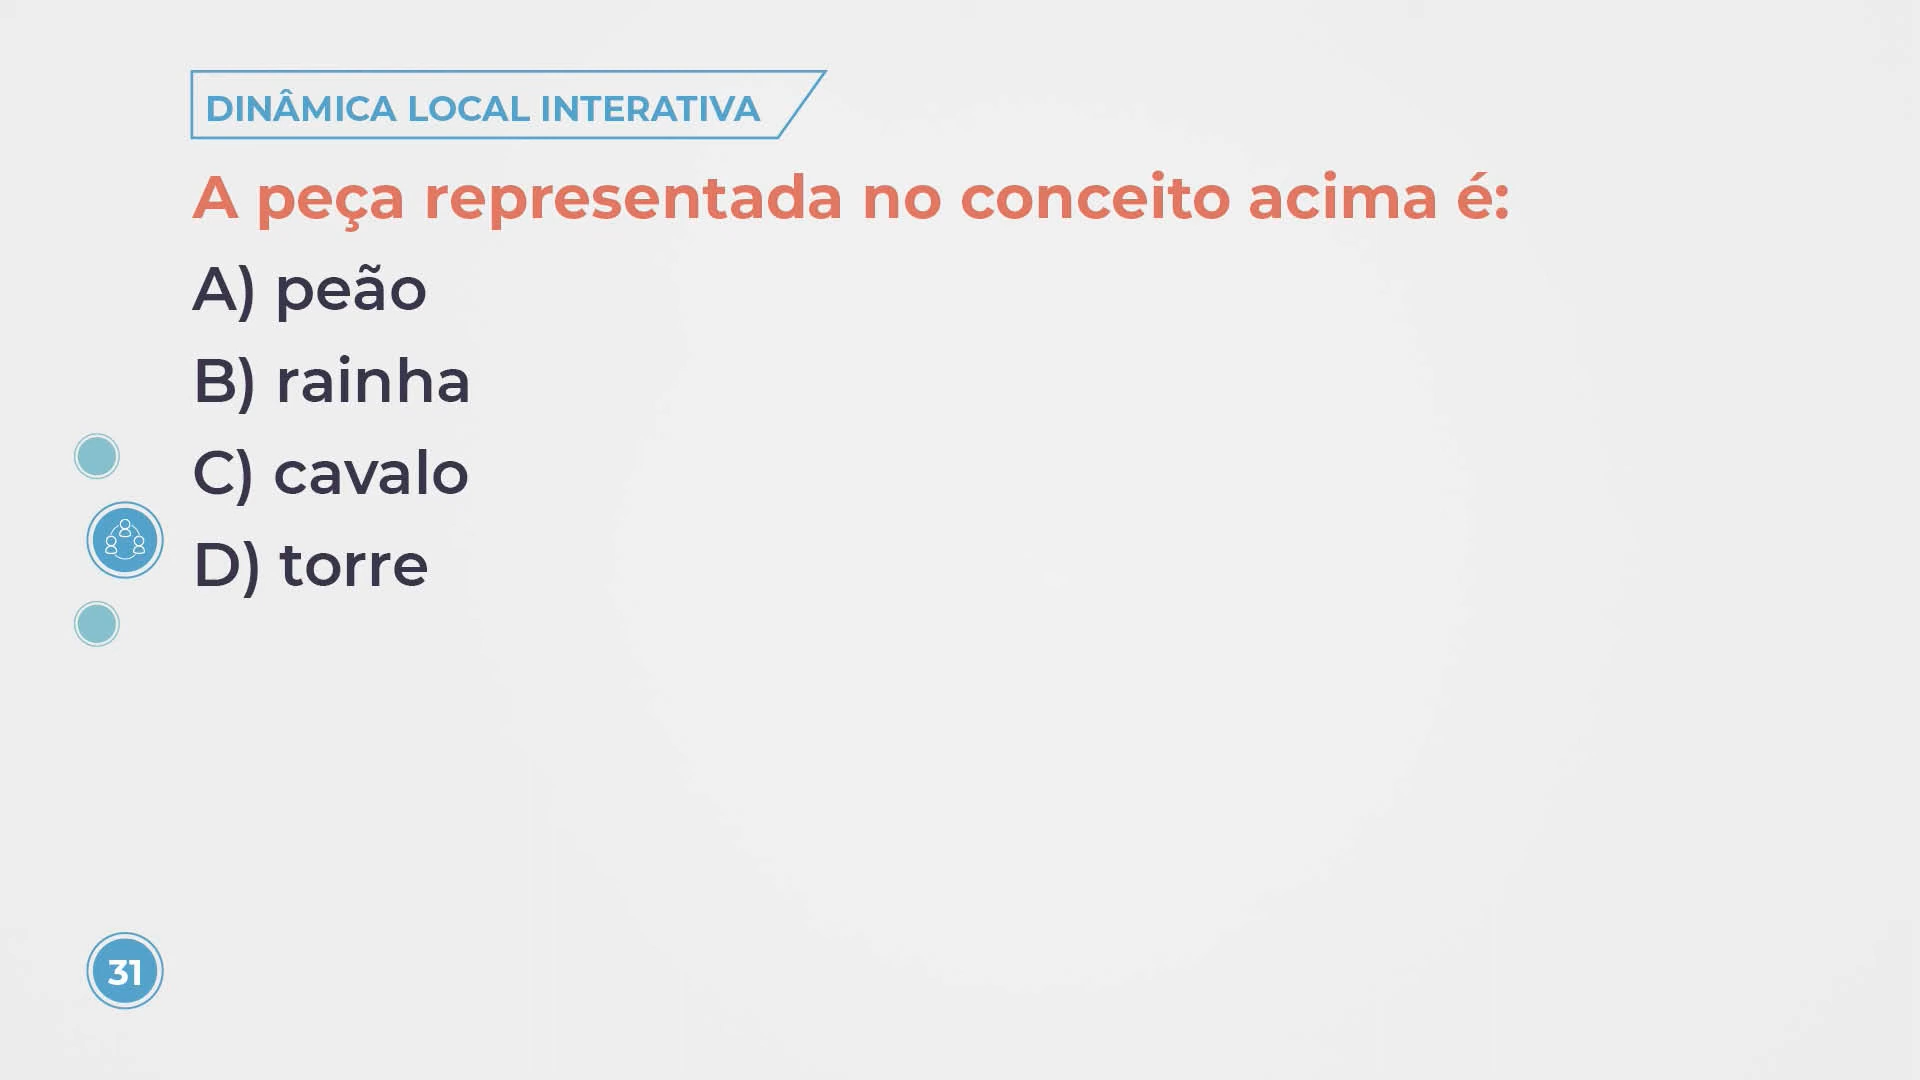 DINÂMICA LOCAL INTERATIVA
A peça representada no conceito acima é:
A) peão
B) rainha
C) cavalo
D) torre
31